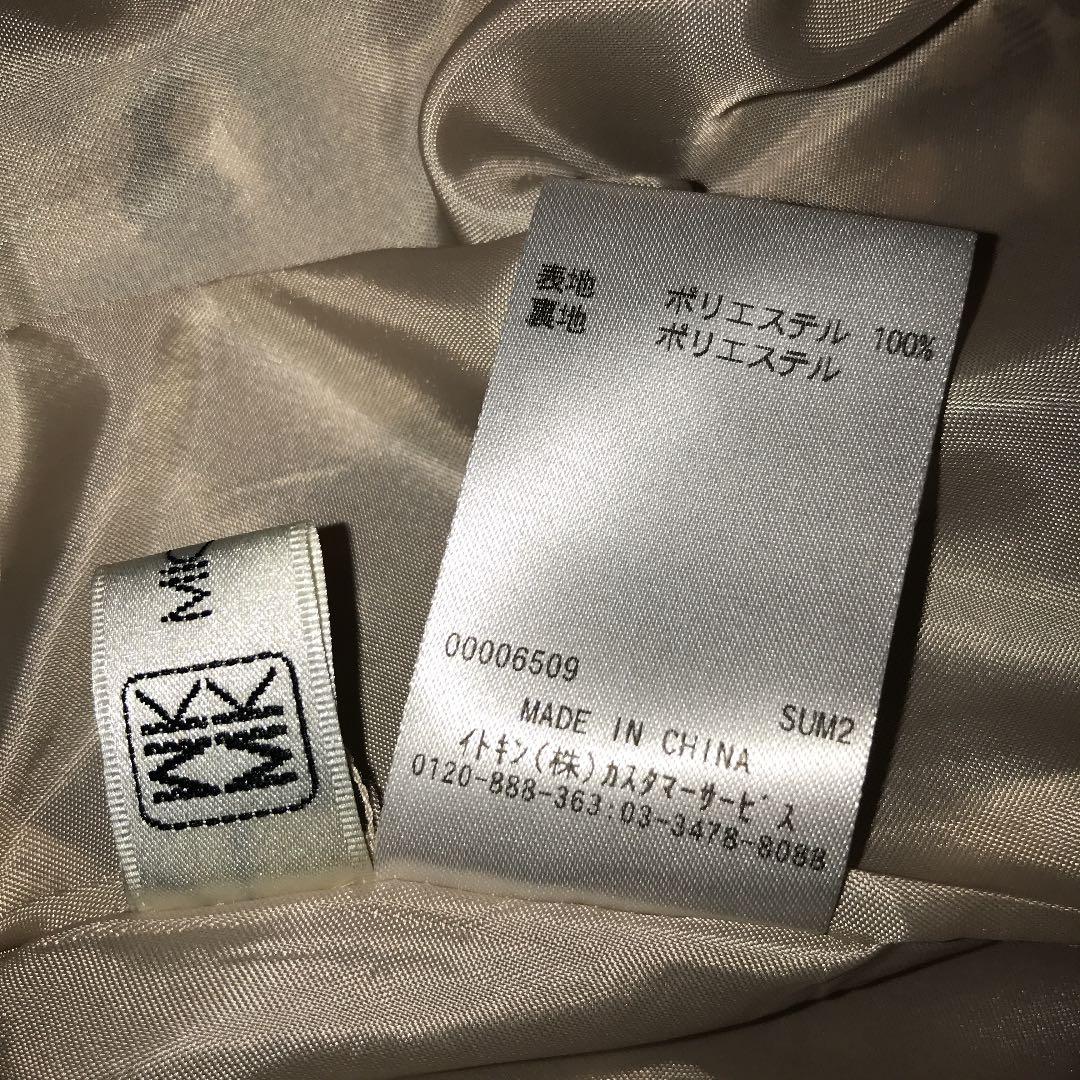 表地 ポリエステル 100%
裏地 ポリエステル
00006509
SUM2
MADE IN CHINA
ｲﾄｷﾝ(株)ｶｽﾀﾏｰｻｰﾋﾞｽ
0120-888-363:03-3478-8088
MK
MK